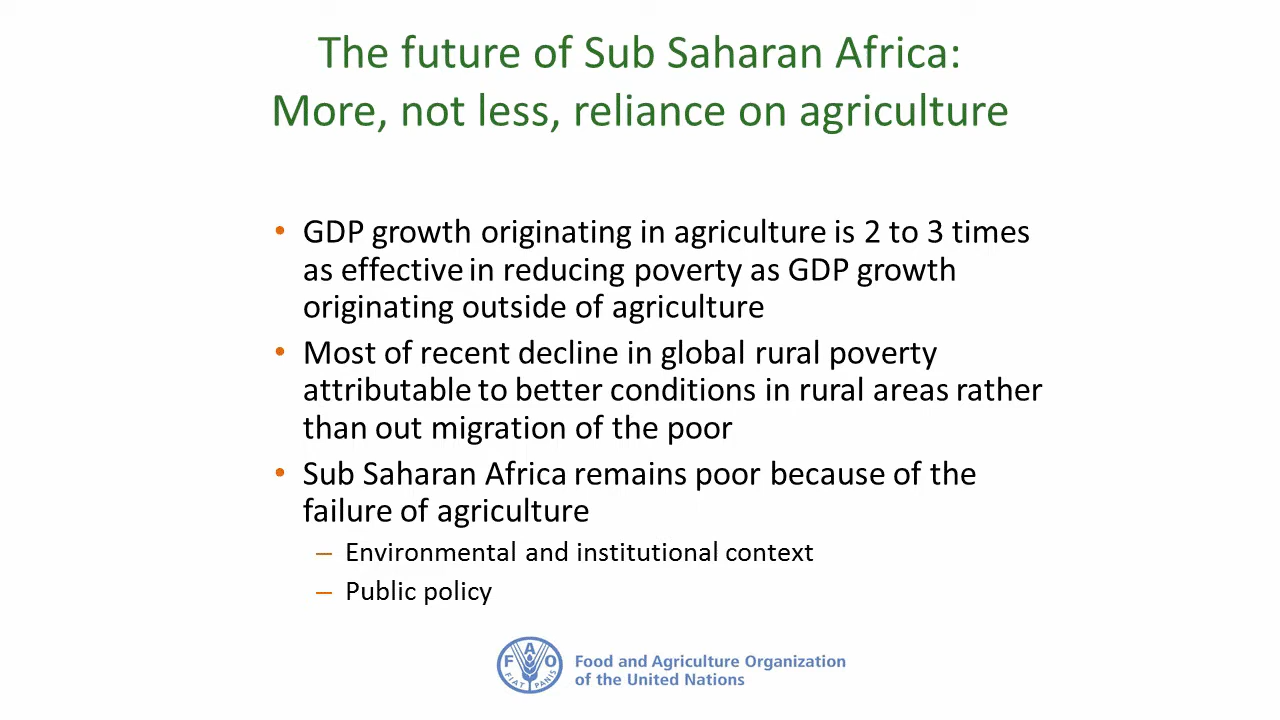 The future of Sub Saharan Africa:
More, not less, reliance on agriculture
• GDP growth originating in agriculture is 2 to 3 times
as effective in reducing poverty as GDP growth
originating outside of agriculture
• Most of recent decline in global rural poverty
attributable to better conditions in rural areas rather
than out migration of the poor
• Sub Saharan Africa remains poor because of the
failure of agriculture
– Environmental and institutional context
– Public policy
F A O
FIAT PANIS
Food and Agriculture Organization
of the United Nations